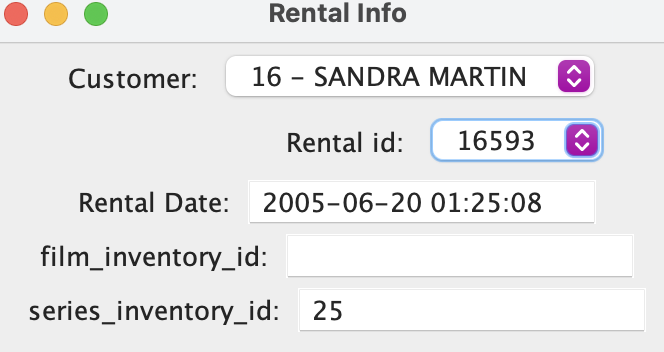 Rental Info
Customer: 16 – SANDRA MARTIN
Rental id: 16593
Rental Date: 2005-06-20 01:25:08
film_inventory_id:
series_inventory_id: 25